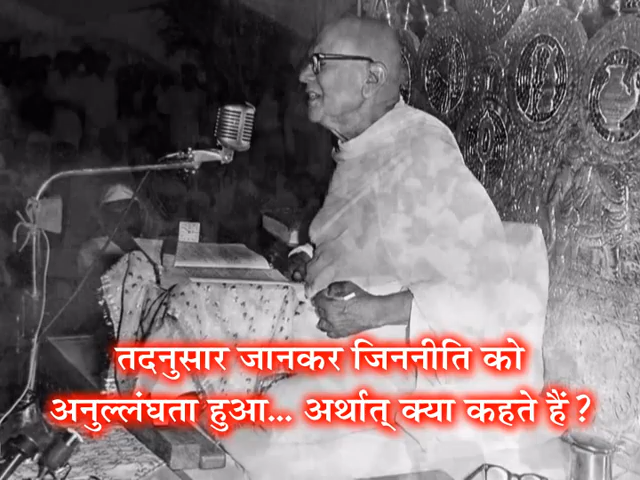 तदनुसार जानकर जिननीति को
अनुल्लंघता हुआ... अर्थात् क्या कहते हैं ?